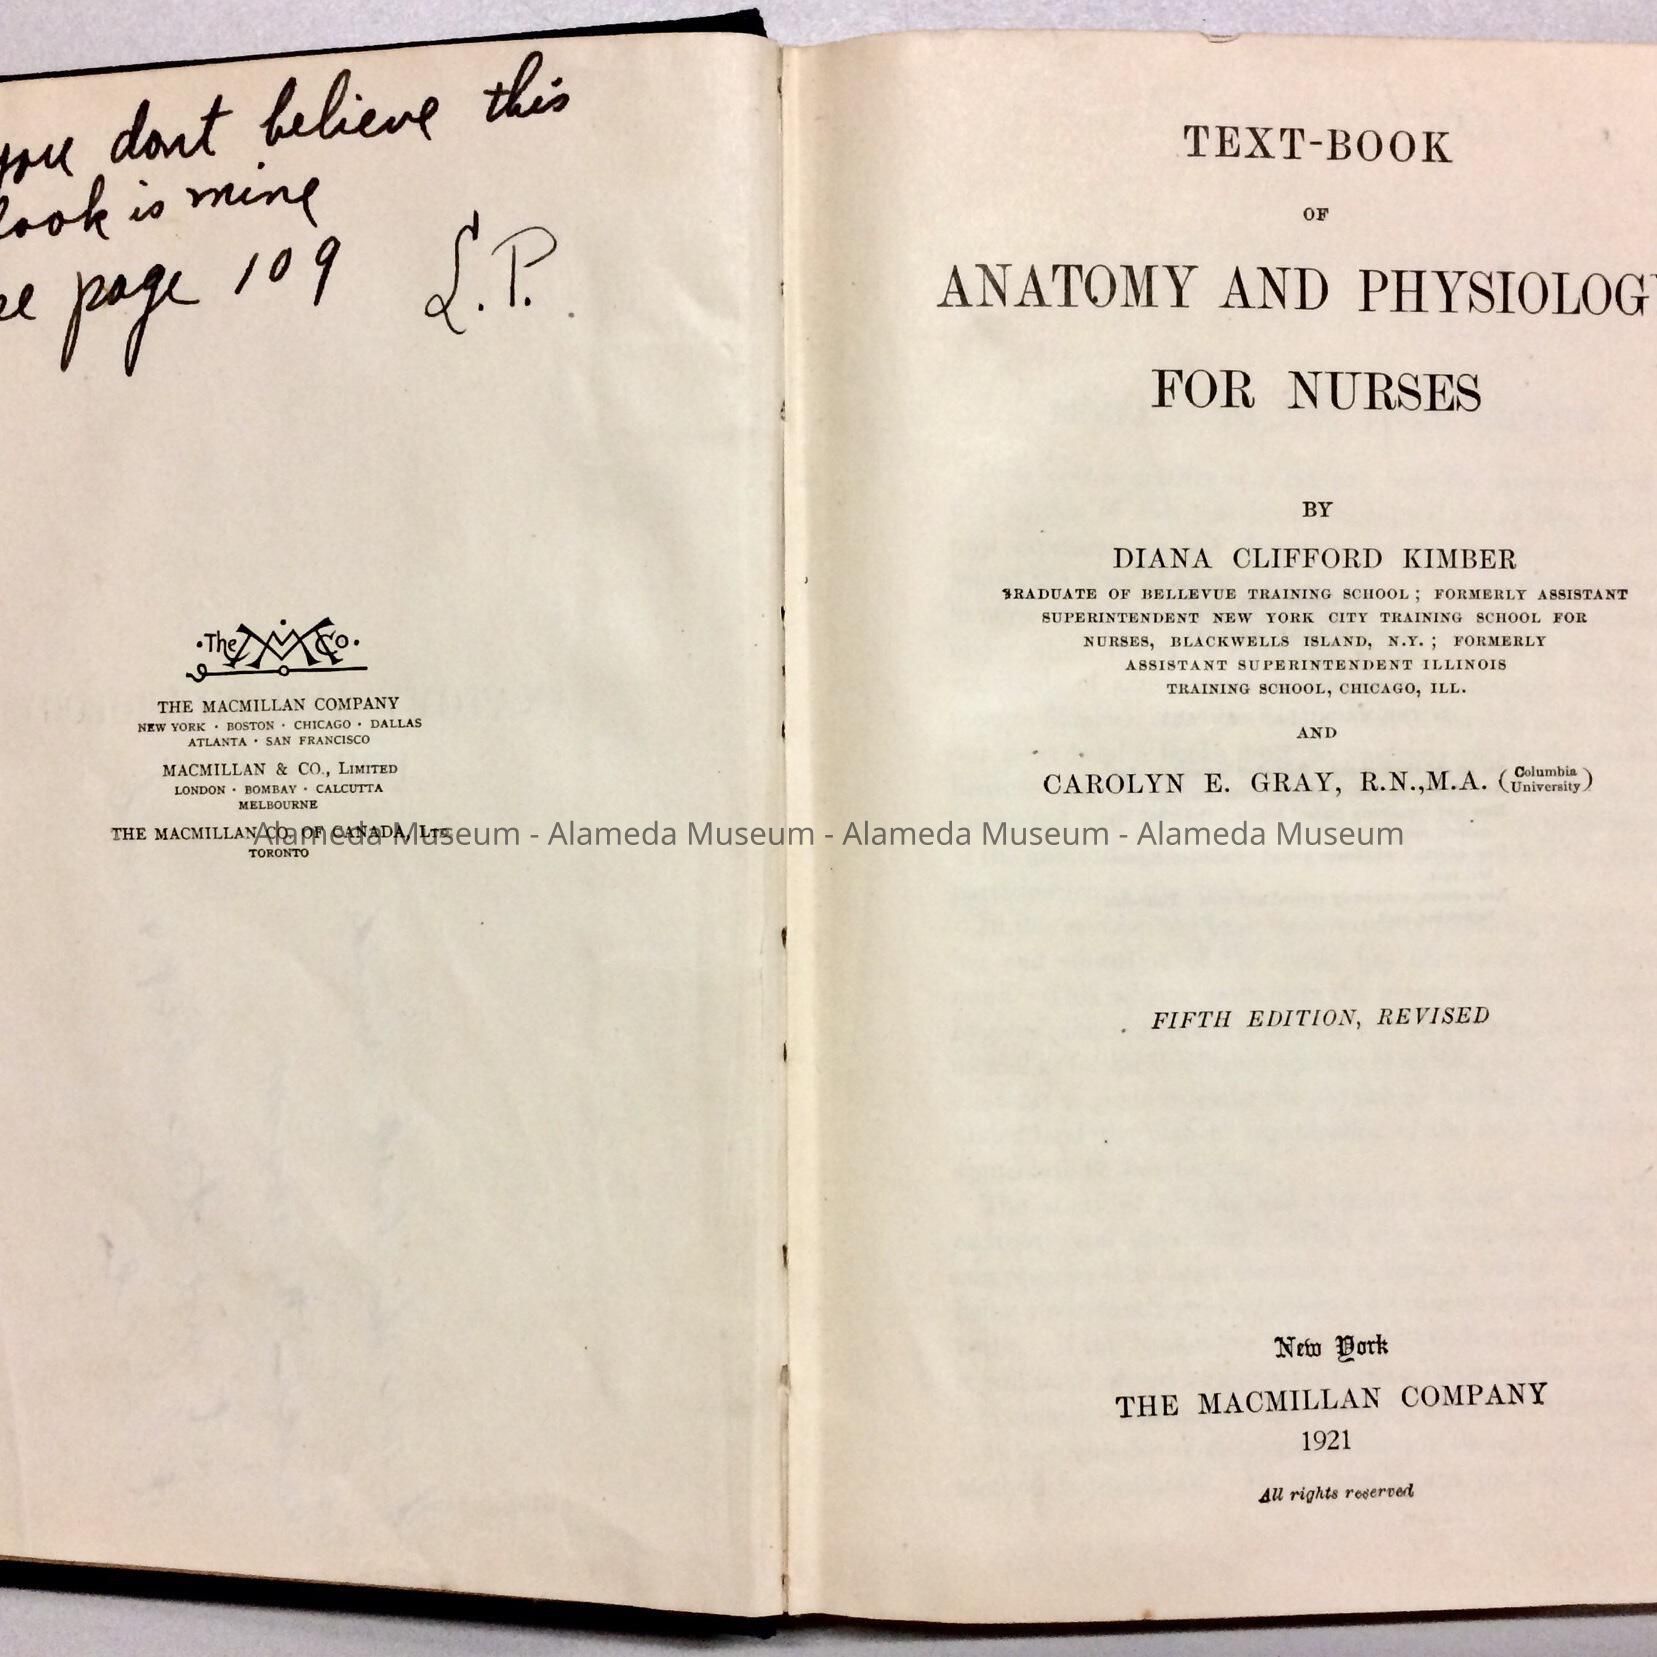 you dont believe this
book is mine
page 109 L.P.
The M Co.
THE MACMILLAN COMPANY
NEW YORK · BOSTON · CHICAGO · DALLAS
ATLANTA · SAN FRANCISCO
MACMILLAN & CO., LIMITED
LONDON · BOMBAY · CALCUTTA
MELBOURNE
THE MACMILLAN CO. OF CANADA, LTD.
TORONTO
TEXT-BOOK
OF
ANATOMY AND PHYSIOLOGY
FOR NURSES
BY
DIANA CLIFFORD KIMBER
GRADUATE OF BELLEVUE TRAINING SCHOOL; FORMERLY ASSISTANT
SUPERINTENDENT NEW YORK CITY TRAINING SCHOOL FOR
NURSES, BLACKWELLS ISLAND, N.Y.; FORMERLY
ASSISTANT SUPERINTENDENT ILLINOIS
TRAINING SCHOOL, CHICAGO, ILL.
AND
CAROLYN E. GRAY, R.N., M.A. (Columbia University)
FIFTH EDITION, REVISED
New York
THE MACMILLAN COMPANY
1921
All rights reserved
Alameda Museum - Alameda Museum - Alameda Museum - Alameda Museum